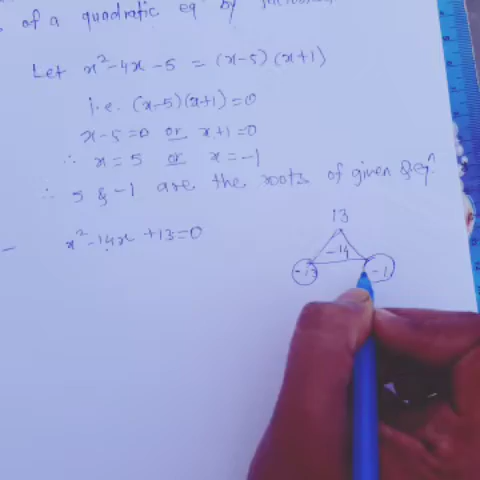 of a quadratic eqⁿ by
Let x²-4x-5 = (x-5)(x+1)
i.e. (x-5)(x+1)=0
x-5=0 or x+1=0
∴ x=5 or x=-1
∴ 5 & -1 are the roots of given Q.eqⁿ.
- x²-14x+13=0
13
-14
-13 -1